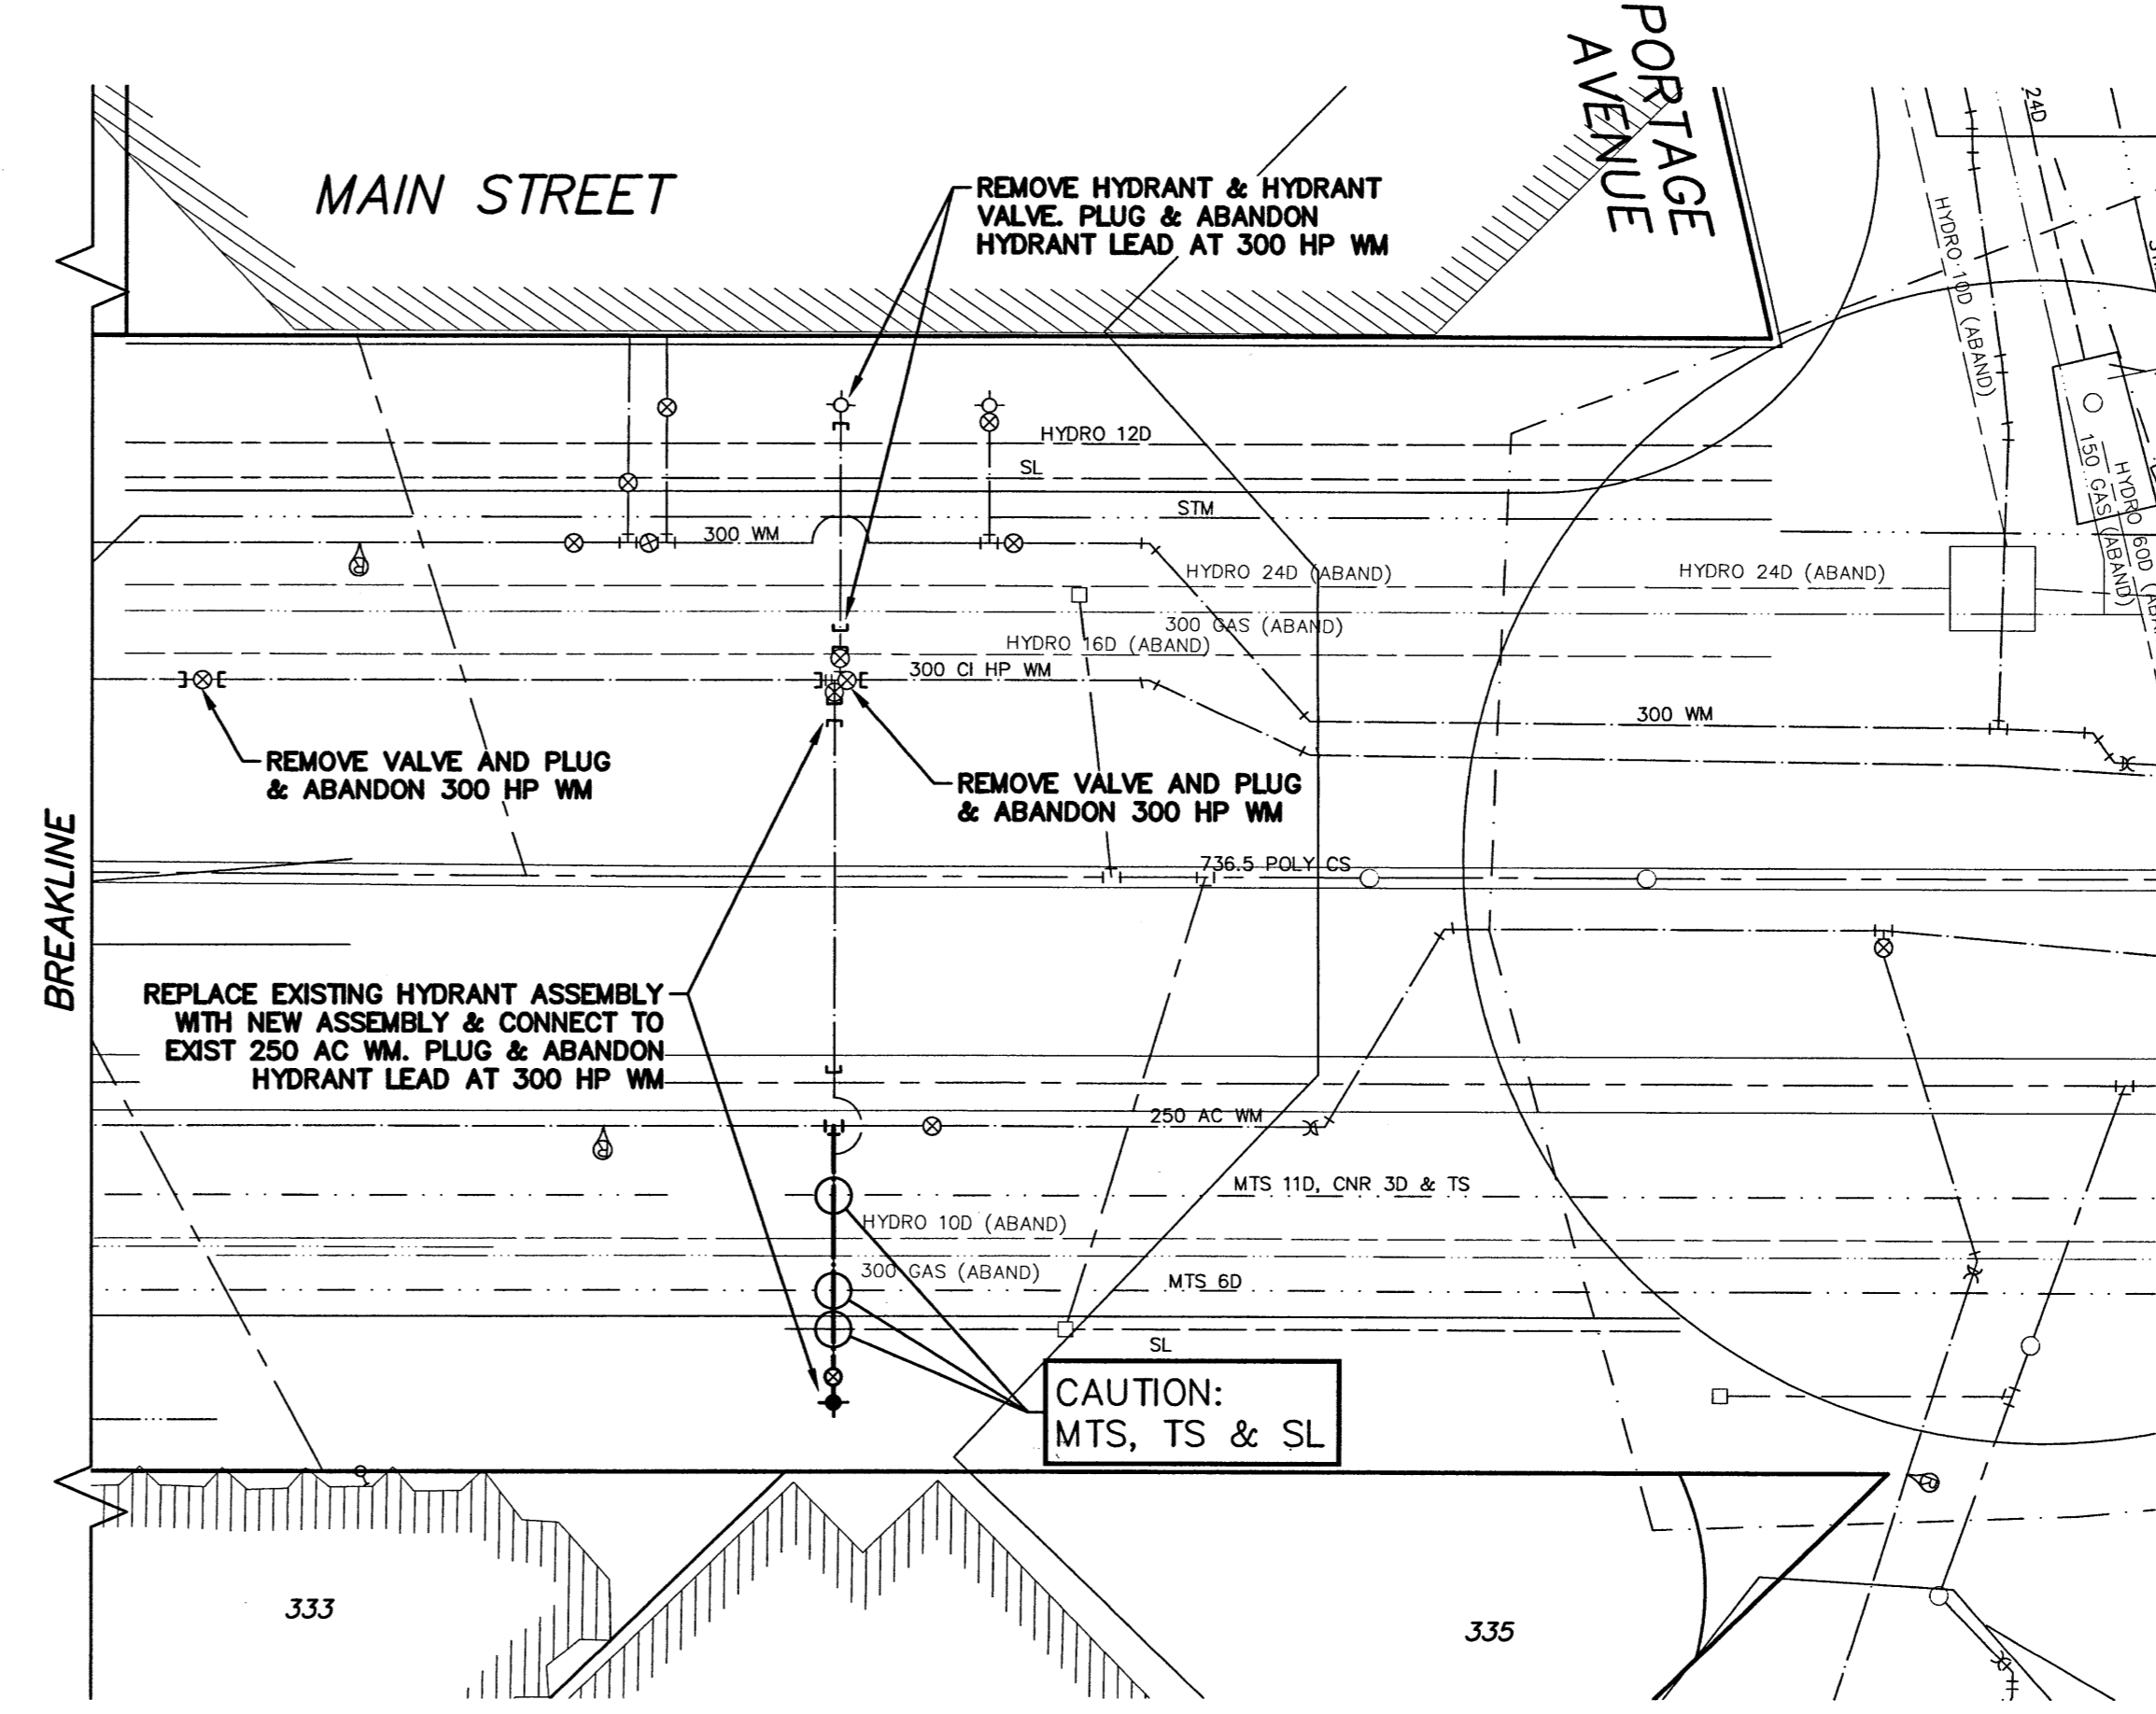 PORTAGE
AVENUE
MAIN STREET
REMOVE HYDRANT & HYDRANT
VALVE. PLUG & ABANDON
HYDRANT LEAD AT 300 HP WM
24D
HYDRO 10D (ABAND)
150 GAS (ABAND)
HYDRO 60D
HYDRO 12D
SL
STM
300 WM
HYDRO 24D (ABAND)
HYDRO 24D (ABAND)
300 GAS (ABAND)
HYDRO 16D (ABAND)
300 CI HP WM
300 WM
REMOVE VALVE AND PLUG
& ABANDON 300 HP WM
REMOVE VALVE AND PLUG
& ABANDON 300 HP WM
BREAKLINE
736.5 POLY CS
REPLACE EXISTING HYDRANT ASSEMBLY
WITH NEW ASSEMBLY & CONNECT TO
EXIST 250 AC WM. PLUG & ABANDON
HYDRANT LEAD AT 300 HP WM
250 AC WM
MTS 11D, CNR 3D & TS
HYDRO 10D (ABAND)
300 GAS (ABAND)
MTS 6D
SL
CAUTION:
MTS, TS & SL
333
335